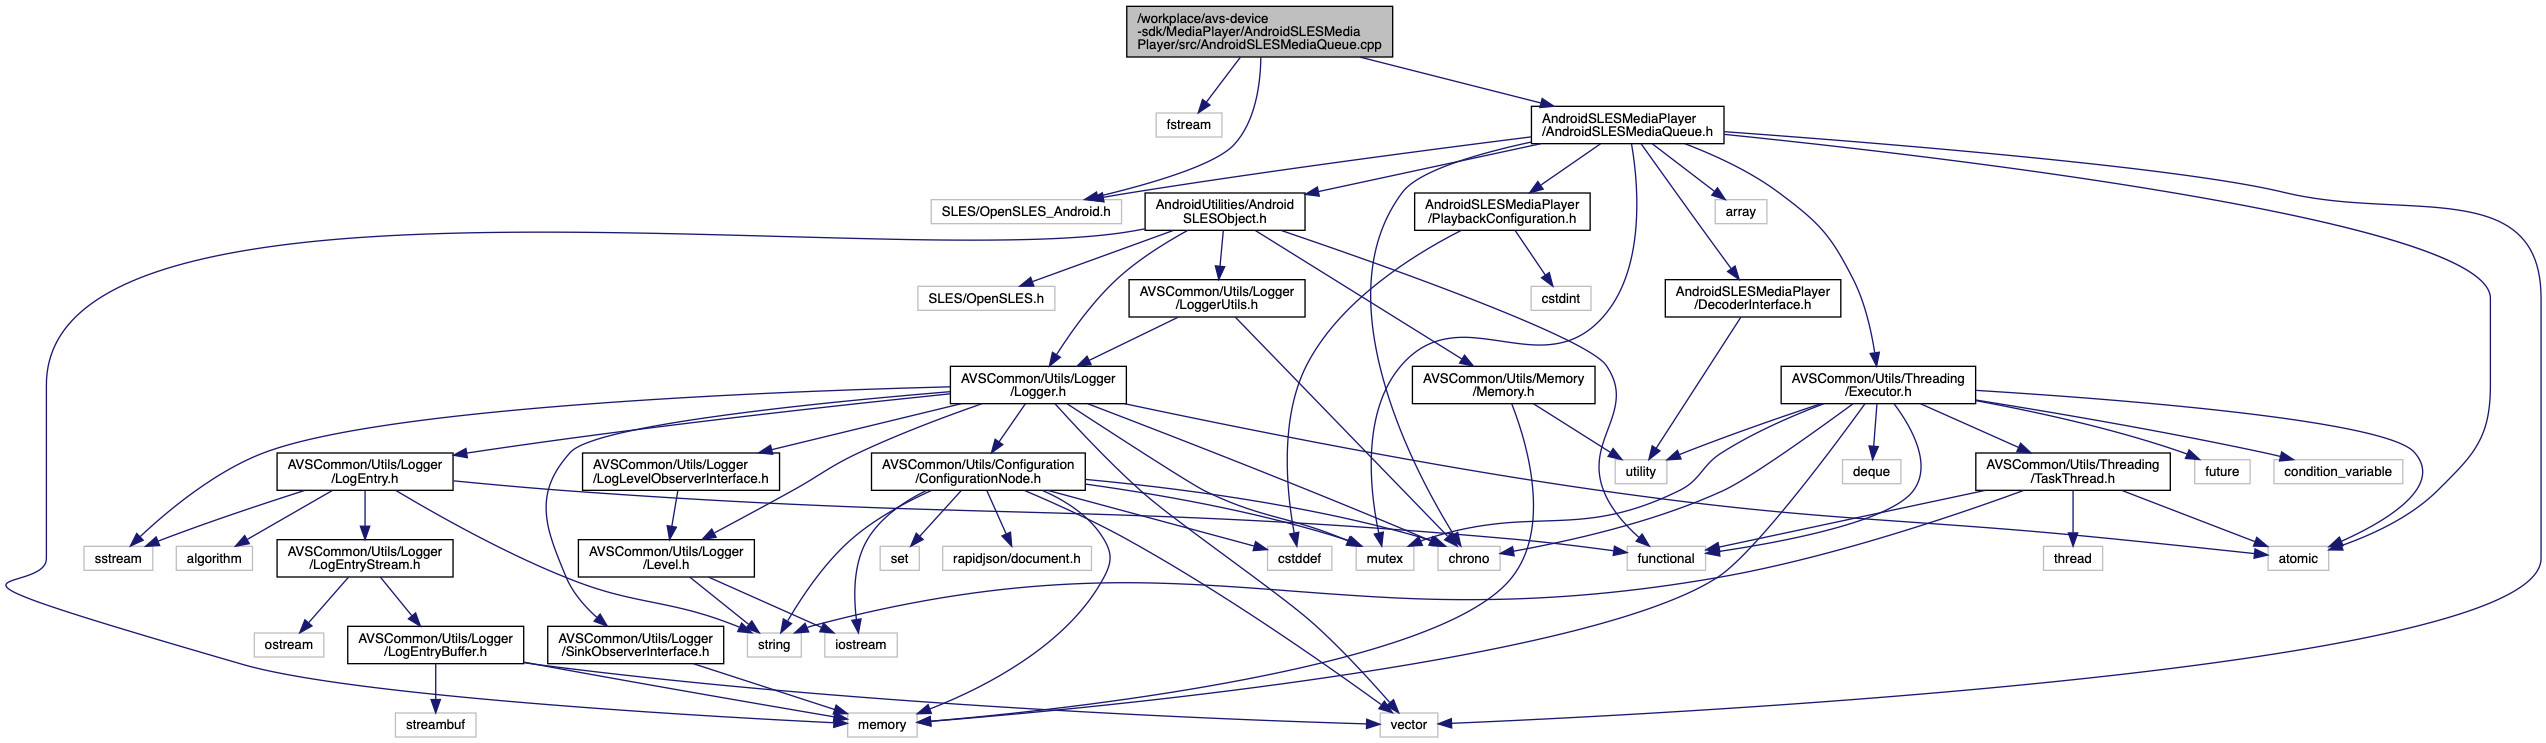 /workplace/avs-device
-sdk/MediaPlayer/AndroidSLESMedia
Player/src/AndroidSLESMediaQueue.cpp
fstream
AndroidSLESMediaPlayer
/AndroidSLESMediaQueue.h
SLES/OpenSLES_Android.h
AndroidUtilities/Android
SLESObject.h
AndroidSLESMediaPlayer
/PlaybackConfiguration.h
array
SLES/OpenSLES.h
AVSCommon/Utils/Logger
/LoggerUtils.h
cstdint
AndroidSLESMediaPlayer
/DecoderInterface.h
AVSCommon/Utils/Logger
/Logger.h
AVSCommon/Utils/Memory
/Memory.h
AVSCommon/Utils/Threading
/Executor.h
AVSCommon/Utils/Logger
/LogEntry.h
AVSCommon/Utils/Logger
/LogLevelObserverInterface.h
AVSCommon/Utils/Configuration
/ConfigurationNode.h
utility
deque
AVSCommon/Utils/Threading
/TaskThread.h
future
condition_variable
sstream
algorithm
AVSCommon/Utils/Logger
/LogEntryStream.h
AVSCommon/Utils/Logger
/Level.h
set
rapidjson/document.h
cstddef
mutex
chrono
functional
thread
atomic
ostream
AVSCommon/Utils/Logger
/LogEntryBuffer.h
AVSCommon/Utils/Logger
/SinkObserverInterface.h
string
iostream
streambuf
memory
vector